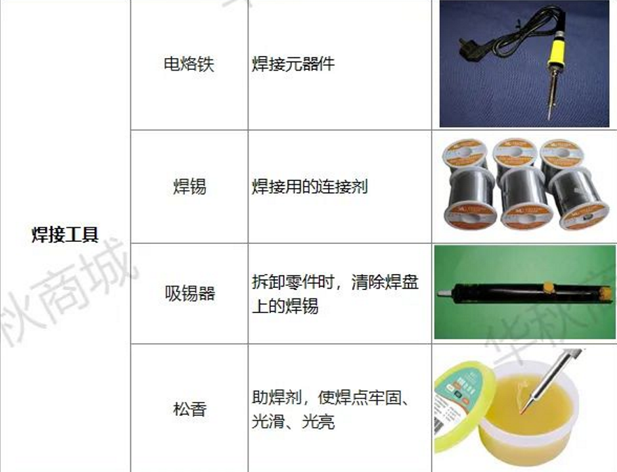 电烙铁
焊接元器件
焊锡
焊接用的连接剂
焊接工具
吸锡器
拆卸零件时，清除焊盘
上的焊锡
松香
助焊剂，使焊点牢固、
光滑、光亮
秋商城
华秋商